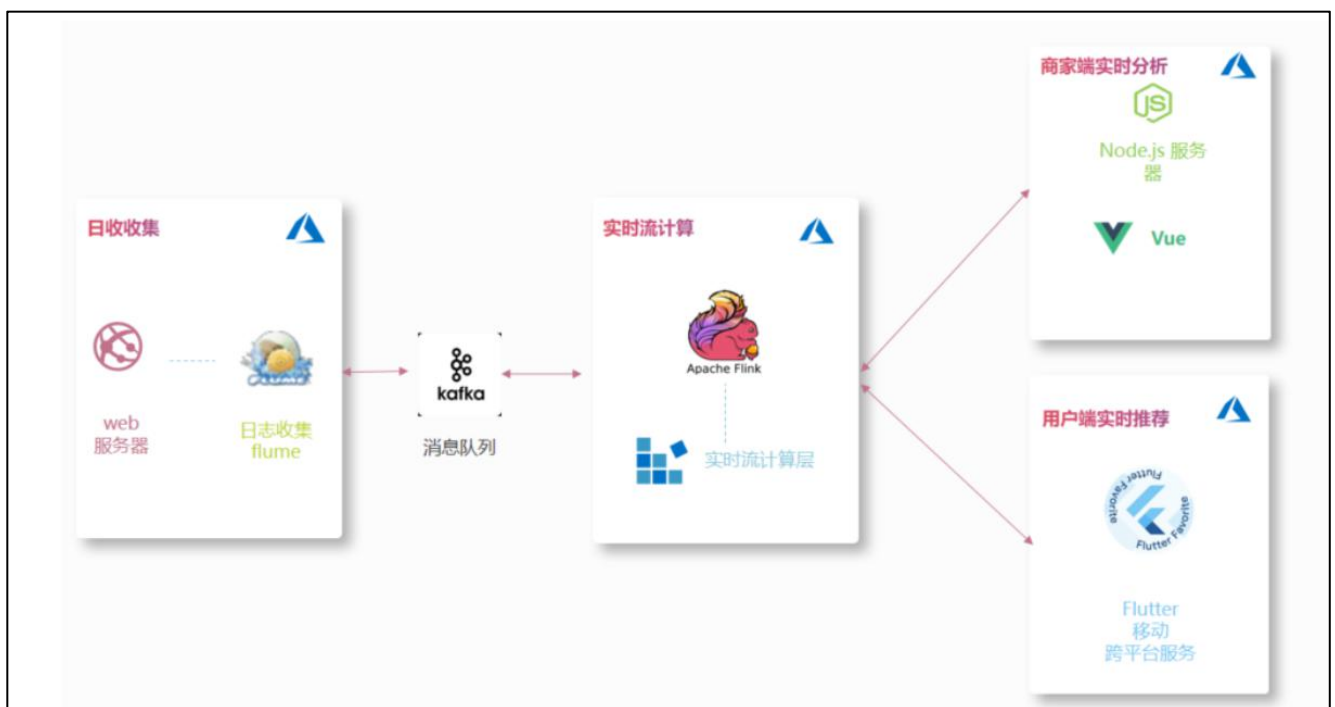 日收收集
web
服务器
日志收集
flume
kafka
消息队列
实时流计算
Apache Flink
实时流计算层
商家端实时分析
JS
Node.js 服务
器
Vue
用户端实时推荐
Flutter Favorite
Flutter Favorite
Flutter
移动
跨平台服务